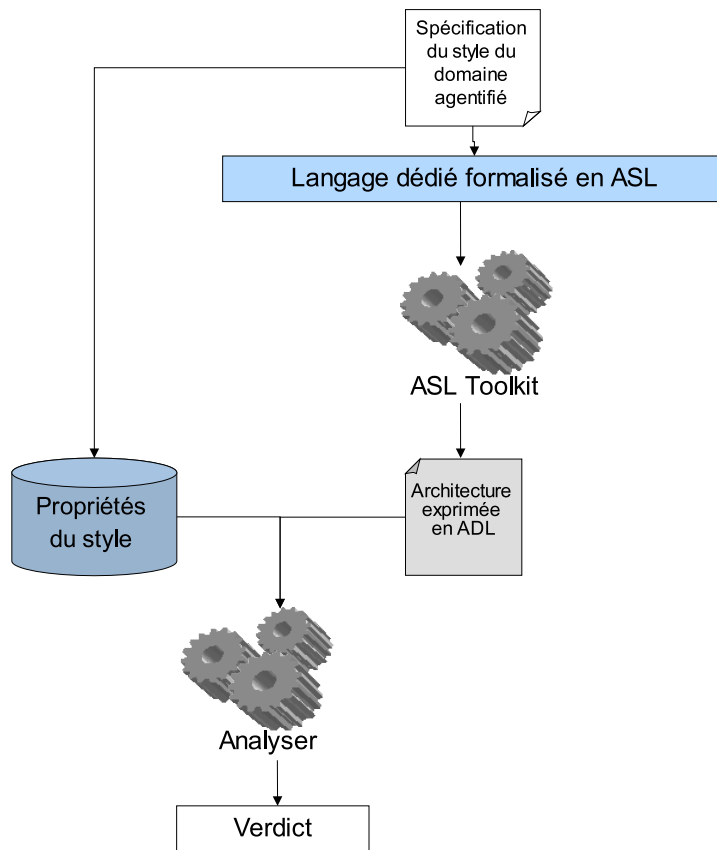 Spécification
du style du
domaine
agentifié
Langage dédié formalisé en ASL
ASL Toolkit
Propriétés
du style
Architecture
exprimée
en ADL
Analyser
Verdict